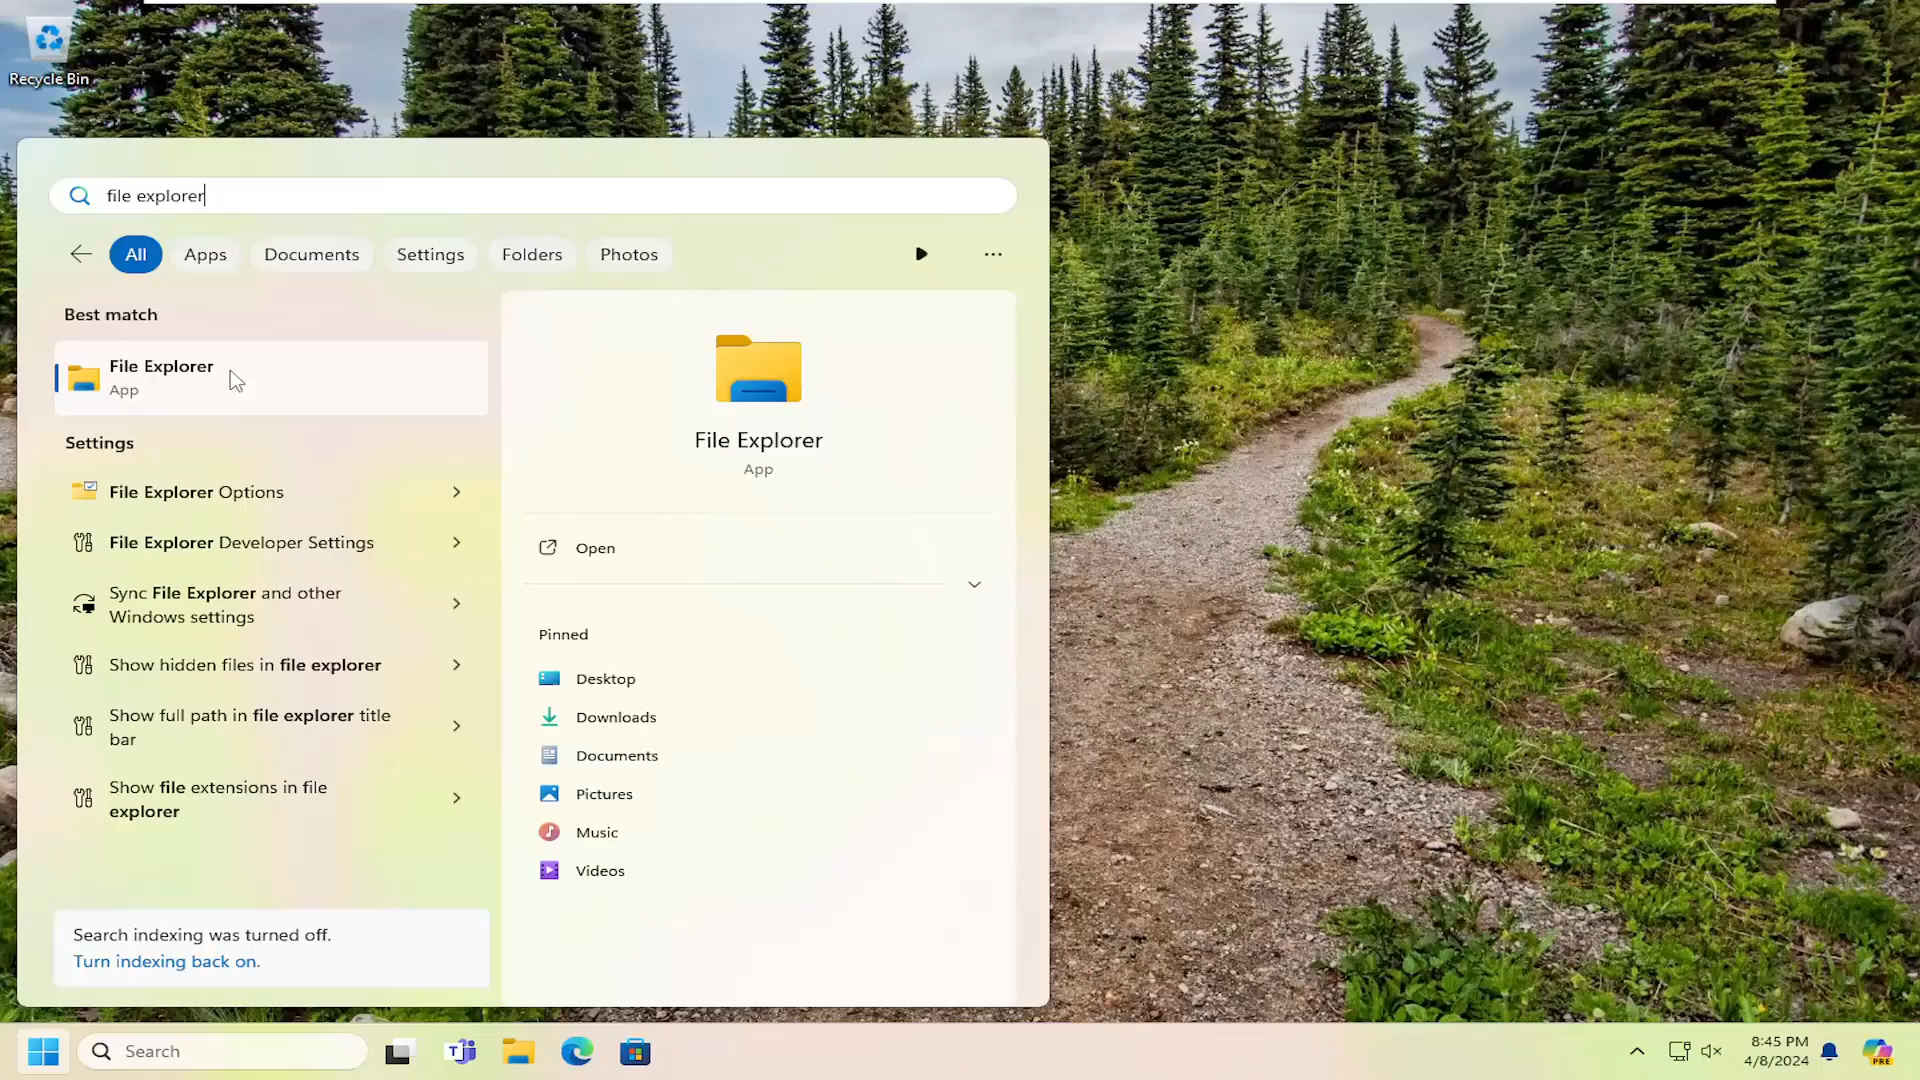 Recycle Bin
file explorer
All
Apps
Documents
Settings
Folders
Photos
Best match
File Explorer
App
Settings
File Explorer Options
File Explorer Developer Settings
Sync File Explorer and other
Windows settings
Show hidden files in file explorer
Show full path in file explorer title
bar
Show file extensions in file
explorer
Search indexing was turned off.
Turn indexing back on.
File Explorer
App
Open
Pinned
Desktop
Downloads
Documents
Pictures
Music
Videos
Search
T
8:45 PM
4/8/2024
PRE